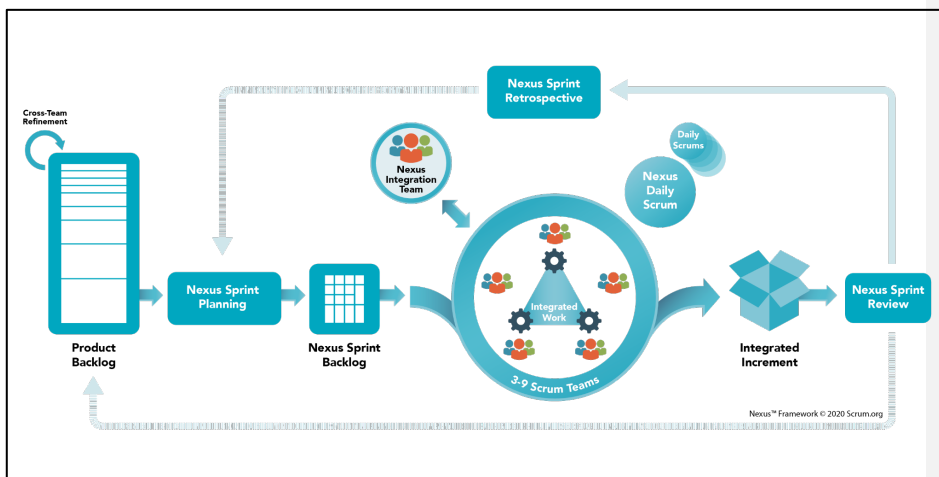 Nexus Sprint
Retrospective
Cross-Team
Refinement
Daily
Scrums
Nexus
Integration
Team
Nexus
Daily
Scrum
Nexus Sprint
Planning
Integrated
Work
Nexus Sprint
Review
Product
Backlog
Nexus Sprint
Backlog
3-9 Scrum Teams
Integrated
Increment
Nexus™ Framework © 2020 Scrum.org